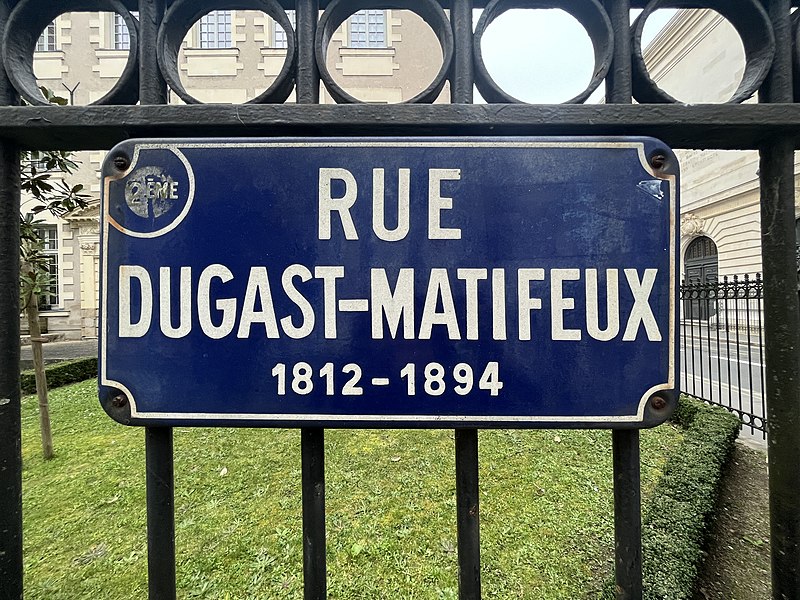 2ÈME
RUE
DUGAST-MATIFEUX
1812-1894